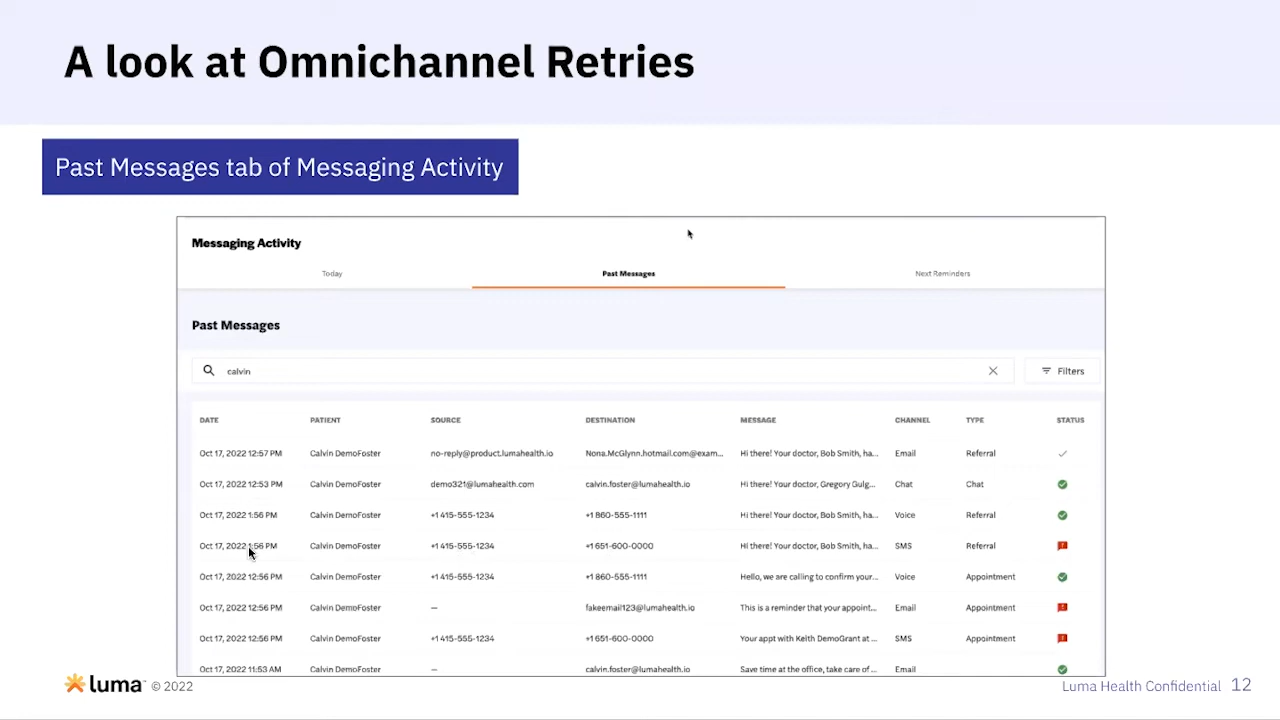 A look at Omnichannel Retries
Past Messages tab of Messaging Activity
Messaging Activity
Today Past Messages Next Reminders
Past Messages
calvin Filters
DATE PATIENT SOURCE DESTINATION MESSAGE CHANNEL TYPE STATUS
Oct 17, 2022 12:57 PM Calvin DemoFoster no-reply@product.lumahealth.io Nona.McGlynn.hotmail.com@exam... Hi there! Your doctor, Bob Smith, ha... Email Referral
Oct 17, 2022 12:53 PM Calvin DemoFoster demo321@lumahealth.com calvin.foster@lumahealth.io Hi there! Your doctor, Gregory Gulg... Chat Chat
Oct 17, 2022 1:56 PM Calvin DemoFoster +1 415-555-1234 +1 860-555-1111 Hi there! Your doctor, Bob Smith, ha... Voice Referral
Oct 17, 2022 1:56 PM Calvin DemoFoster +1 415-555-1234 +1 651-600-0000 Hi there! Your doctor, Bob Smith, ha... SMS Referral
Oct 17, 2022 12:56 PM Calvin DemoFoster +1 415-555-1234 +1 860-555-1111 Hello, we are calling to confirm your... Voice Appointment
Oct 17, 2022 12:56 PM Calvin DemoFoster — fakeemail123@lumahealth.io This is a reminder that your appoint... Email Appointment
Oct 17, 2022 12:56 PM Calvin DemoFoster +1 415-555-1234 +1 651-600-0000 Your appt with Keith DemoGrant at ... SMS Appointment
Oct 17, 2022 11:53 AM Calvin DemoFoster — calvin.foster@lumahealth.io Save time at the office, take care of ... Email
luma © 2022 Luma Health Confidential 12